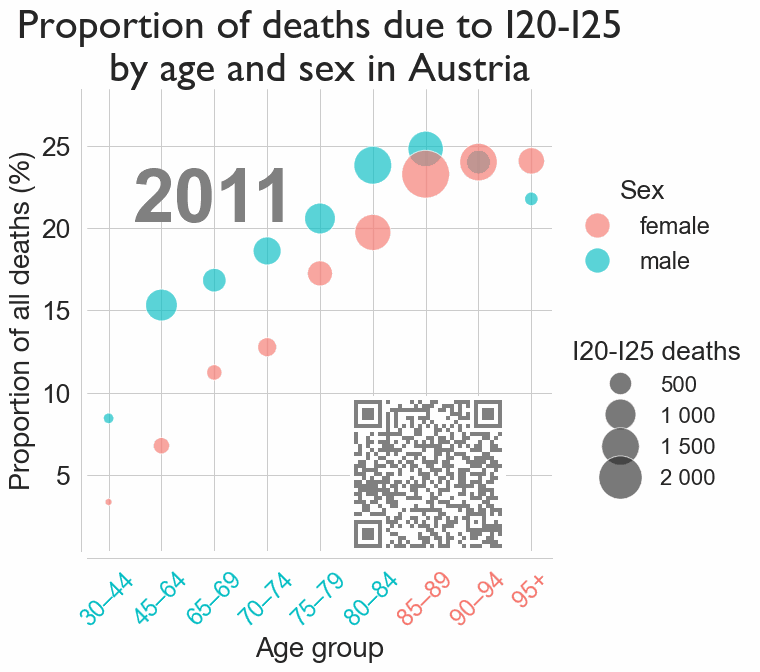 Proportion of deaths due to I20-I25
by age and sex in Austria
Proportion of all deaths (%)
25
20
15
10
5
2011
30–44
45–64
65–69
70–74
75–79
80–84
85–89
90–94
95+
Age group
Sex
female
male
I20-I25 deaths
500
1 000
1 500
2 000